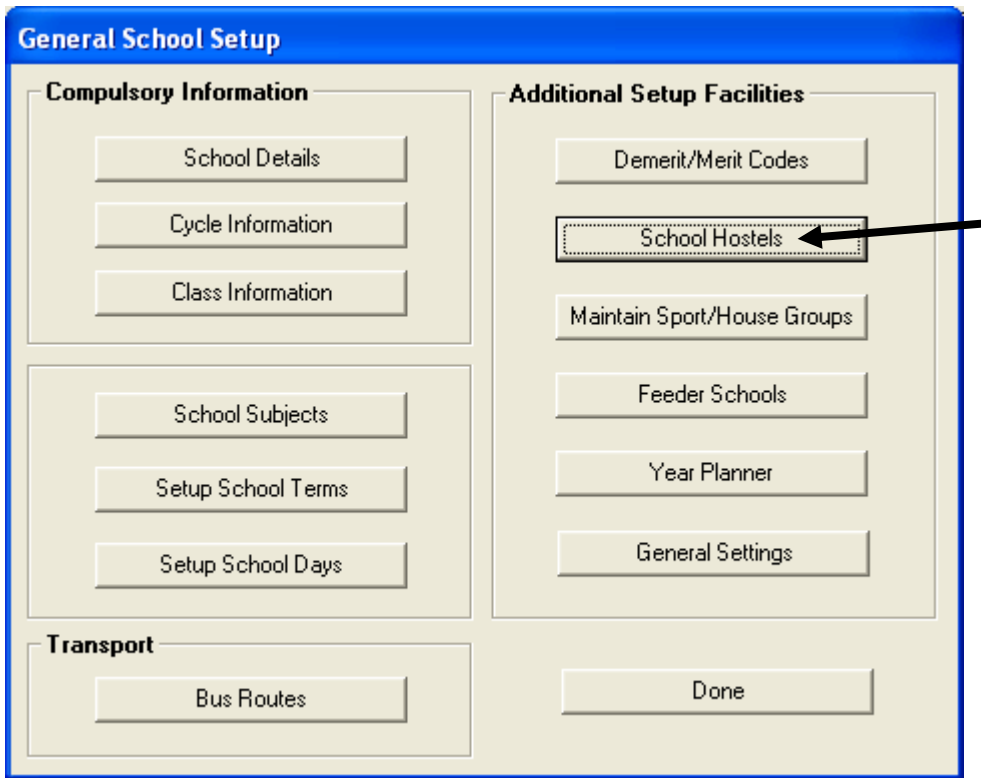 General School Setup
Compulsory Information
School Details
Cycle Information
Class Information
School Subjects
Setup School Terms
Setup School Days
Transport
Bus Routes
Additional Setup Facilities
Demerit/Merit Codes
School Hostels
Maintain Sport/House Groups
Feeder Schools
Year Planner
General Settings
Done